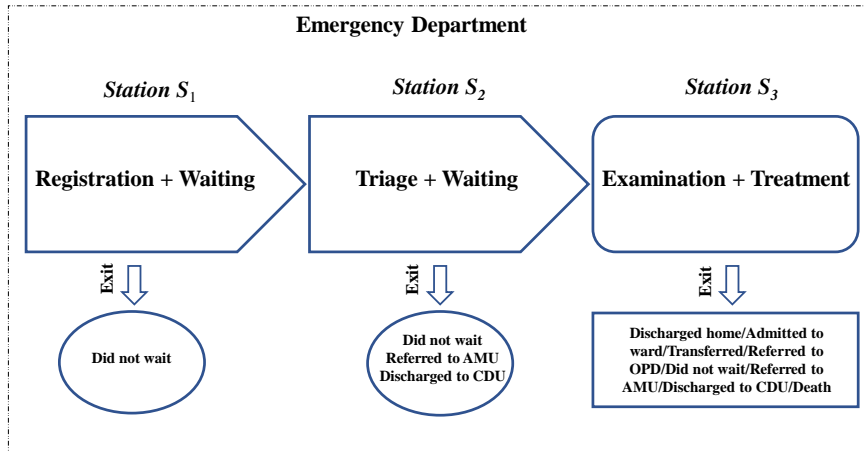 Emergency Department
Station S1
Station S2
Station S3
Registration + Waiting
Triage + Waiting
Examination + Treatment
Exit
Exit
Exit
Did not wait
Did not wait
Referred to AMU
Discharged to CDU
Discharged home/Admitted to
ward/Transferred/Referred to
OPD/Did not wait/Referred to
AMU/Discharged to CDU/Death